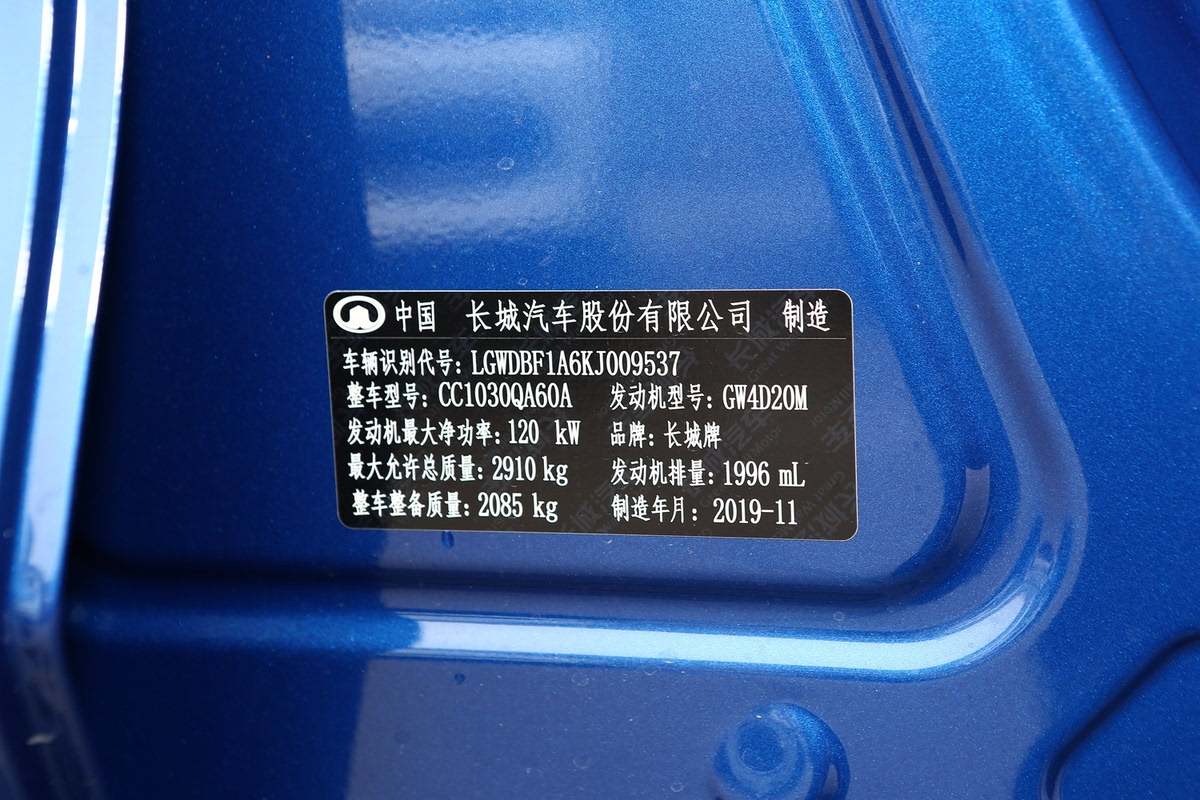 中国 长城汽车股份有限公司 制造
车辆识别代号: LGWDBF1A6KJ009537
整车型号: CC1030QA60A 发动机型号: GW4D20M
发动机最大净功率: 120 kW 品牌: 长城牌
最大允许总质量: 2910 kg 发动机排量: 1996 mL
整车整备质量: 2085 kg 制造年月: 2019-11